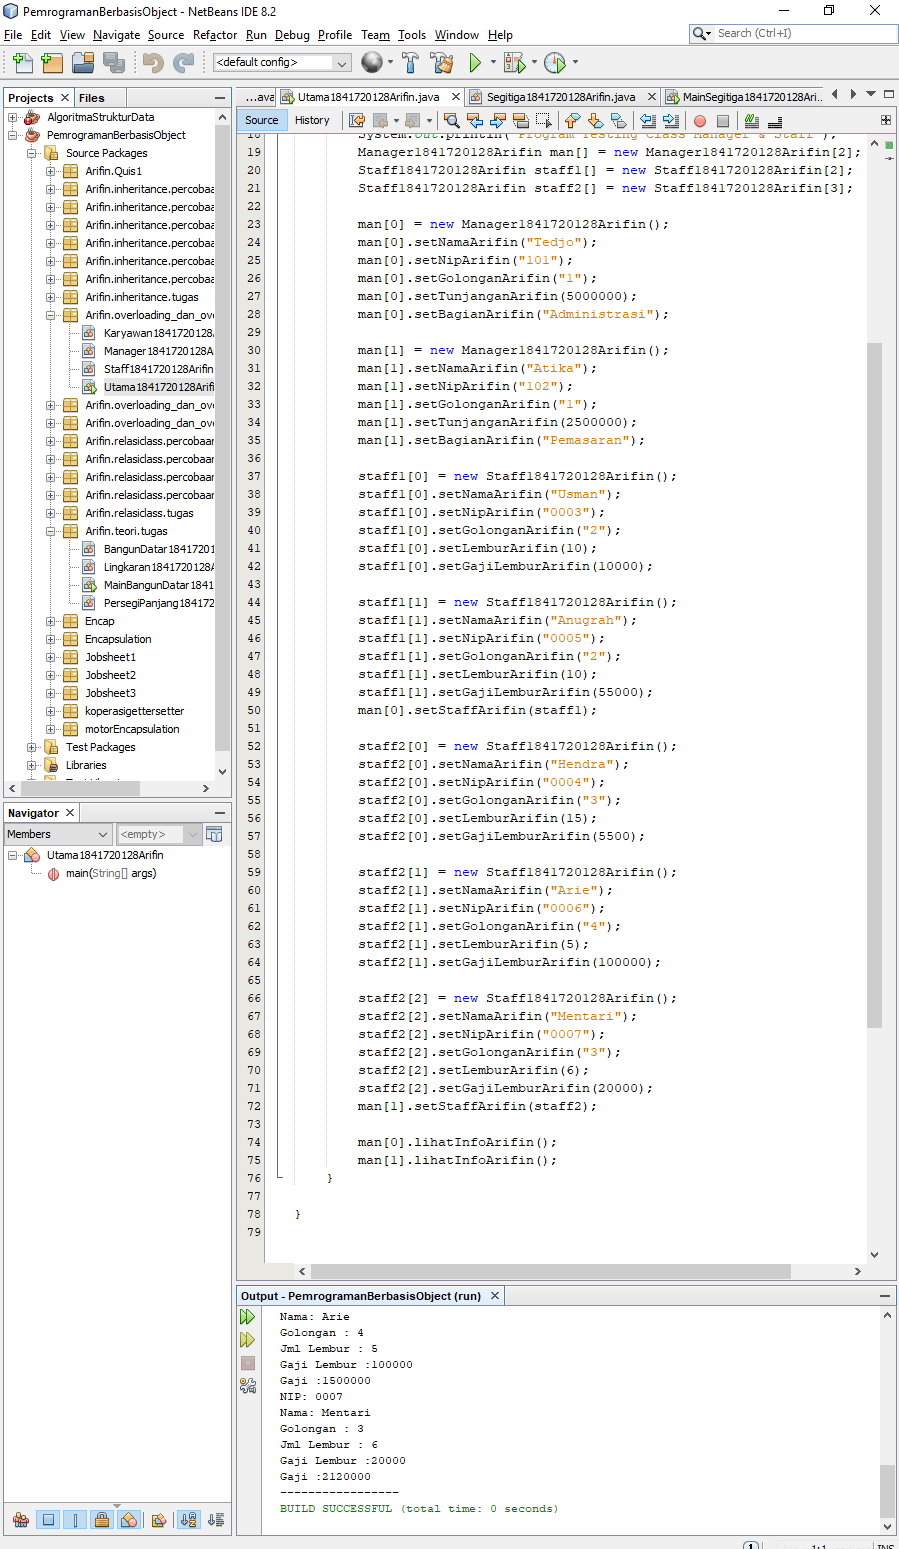 PemrogramanBerbasisObject - NetBeans IDE 8.2
File Edit View Navigate Source Refactor Run Debug Profile Team Tools Window Help
Search (Ctrl+I)
<default config>
Projects Files
AlgoritmaStrukturData
PemrogramanBerbasisObject
Source Packages
Arifin.Quis1
Arifin.inheritance.percobaa
Arifin.inheritance.percobaa
Arifin.inheritance.percobaa
Arifin.inheritance.percobaa
Arifin.inheritance.percobaa
Arifin.inheritance.percobaa
Arifin.inheritance.tugas
Arifin.overloading_dan_ov
Karyawan1841720128
Manager1841720128A
Staff1841720128Arifin
Utama1841720128Arifi
Arifin.overloading_dan_ov
Arifin.overloading_dan_ov
Arifin.relasiclass.percobaar
Arifin.relasiclass.percobaar
Arifin.relasiclass.percobaar
Arifin.relasiclass.percobaar
Arifin.relasiclass.tugas
Arifin.teori.tugas
BangunDatar1841720
Lingkaran1841720128A
MainBangunDatar1841
PersegiPanjang184172
Encap
Encapsulation
Jobsheet1
Jobsheet2
Jobsheet3
koperasigettersetter
motorEncapsulation
Test Packages
Libraries
Navigator
Members <empty>
Utama1841720128Arifin
main(String[] args)
...ava Utama1841720128Arifin.java Segitiga1841720128Arifin.java MainSegitiga1841720128Ari...
Source History
18 System.out.println("Program Testing Class Manager & Staff");
19 Manager1841720128Arifin man[] = new Manager1841720128Arifin[2];
20 Staff1841720128Arifin staff1[] = new Staff1841720128Arifin[2];
21 Staff1841720128Arifin staff2[] = new Staff1841720128Arifin[3];
22
23 man[0] = new Manager1841720128Arifin();
24 man[0].setNamaArifin("Tedjo");
25 man[0].setNipArifin("101");
26 man[0].setGolonganArifin("1");
27 man[0].setTunjanganArifin(5000000);
28 man[0].setBagianArifin("Administrasi");
29
30 man[1] = new Manager1841720128Arifin();
31 man[1].setNamaArifin("Atika");
32 man[1].setNipArifin("102");
33 man[1].setGolonganArifin("1");
34 man[1].setTunjanganArifin(2500000);
35 man[1].setBagianArifin("Pemasaran");
36
37 staff1[0] = new Staff1841720128Arifin();
38 staff1[0].setNamaArifin("Usman");
39 staff1[0].setNipArifin("0003");
40 staff1[0].setGolonganArifin("2");
41 staff1[0].setLemburArifin(10);
42 staff1[0].setGajiLemburArifin(10000);
43
44 staff1[1] = new Staff1841720128Arifin();
45 staff1[1].setNamaArifin("Anugrah");
46 staff1[1].setNipArifin("0005");
47 staff1[1].setGolonganArifin("2");
48 staff1[1].setLemburArifin(10);
49 staff1[1].setGajiLemburArifin(55000);
50 man[0].setStaffArifin(staff1);
51
52 staff2[0] = new Staff1841720128Arifin();
53 staff2[0].setNamaArifin("Hendra");
54 staff2[0].setNipArifin("0004");
55 staff2[0].setGolonganArifin("3");
56 staff2[0].setLemburArifin(15);
57 staff2[0].setGajiLemburArifin(5500);
58
59 staff2[1] = new Staff1841720128Arifin();
60 staff2[1].setNamaArifin("Arie");
61 staff2[1].setNipArifin("0006");
62 staff2[1].setGolonganArifin("4");
63 staff2[1].setLemburArifin(5);
64 staff2[1].setGajiLemburArifin(100000);
65
66 staff2[2] = new Staff1841720128Arifin();
67 staff2[2].setNamaArifin("Mentari");
68 staff2[2].setNipArifin("0007");
69 staff2[2].setGolonganArifin("3");
70 staff2[2].setLemburArifin(6);
71 staff2[2].setGajiLemburArifin(20000);
72 man[1].setStaffArifin(staff2);
73
74 man[0].lihatInfoArifin();
75 man[1].lihatInfoArifin();
76 }
77
78 }
79
Output - PemrogramanBerbasisObject (run)
Nama: Arie
Golongan : 4
Jml Lembur : 5
Gaji Lembur :100000
Gaji :1500000
NIP: 0007
Nama: Mentari
Golongan : 3
Jml Lembur : 6
Gaji Lembur :20000
Gaji :2120000
-----------------
BUILD SUCCESSFUL (total time: 0 seconds)